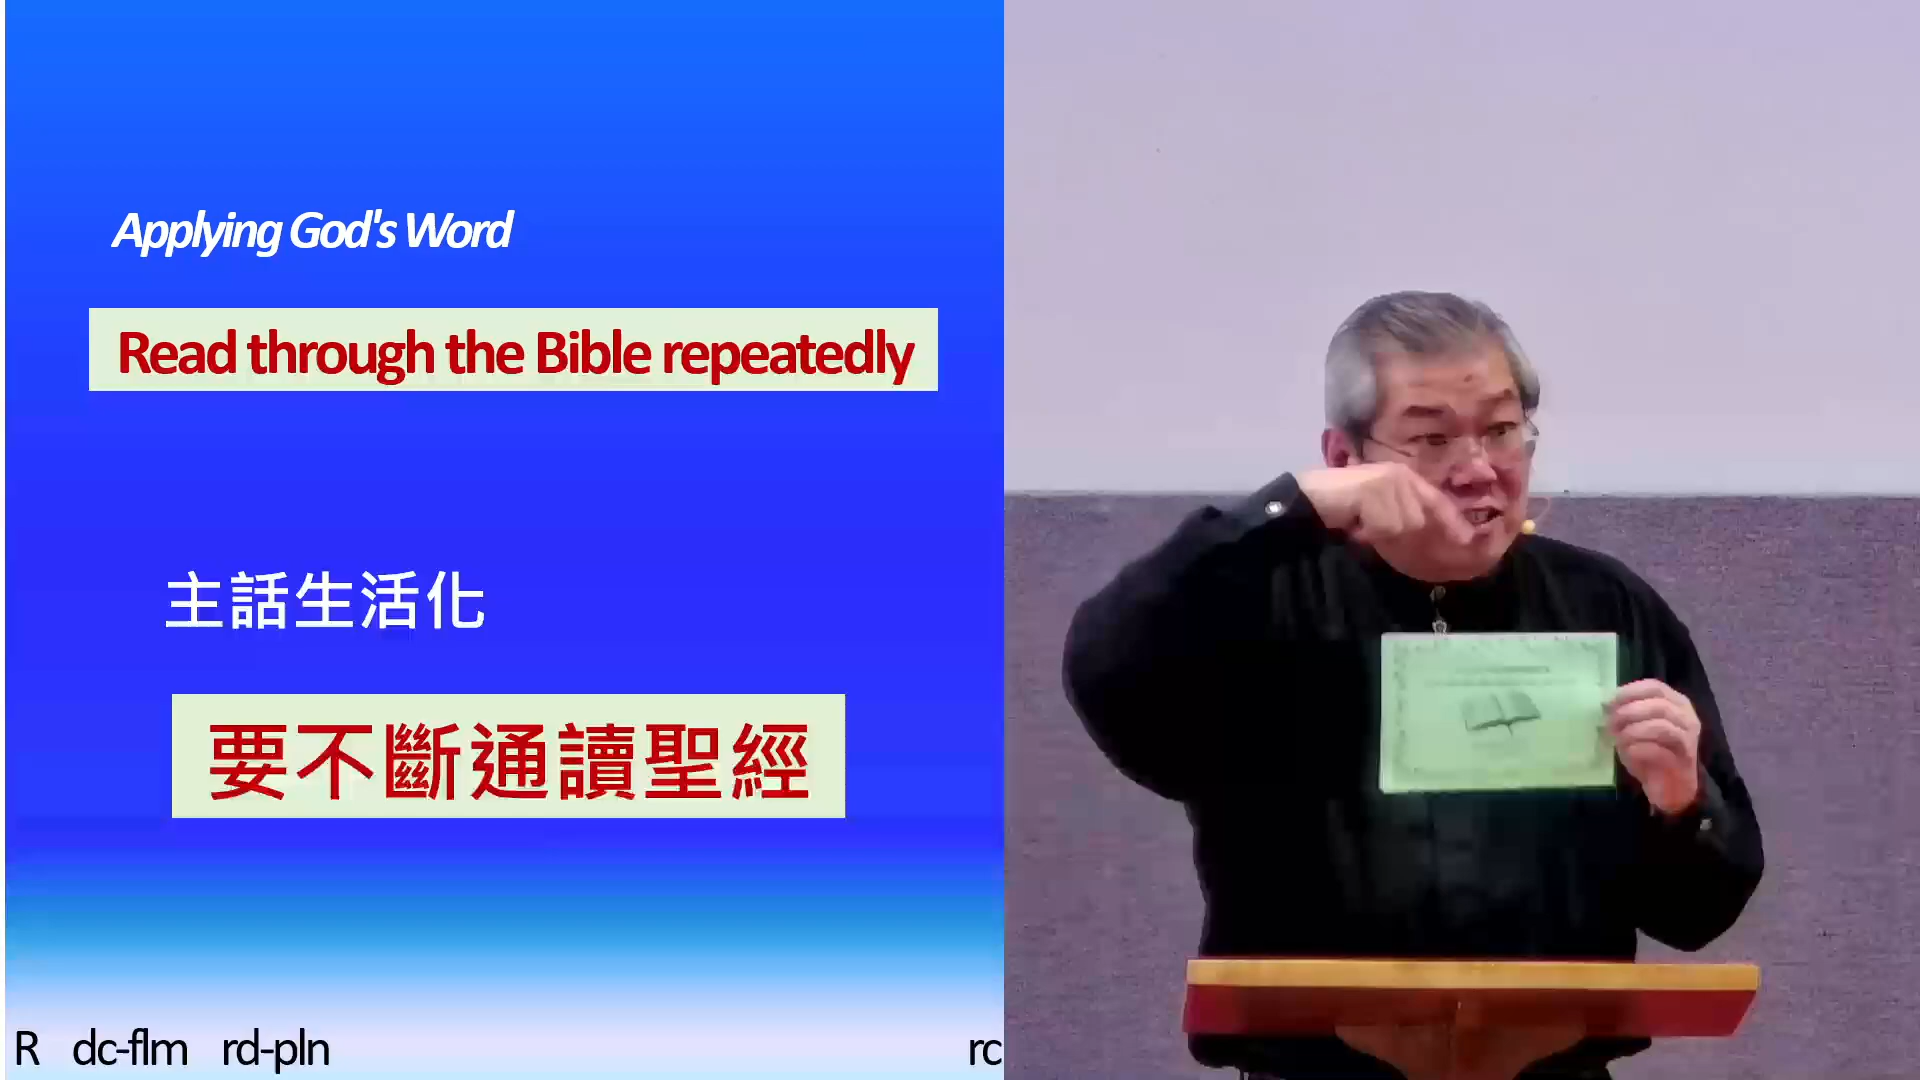 Applying God's Word
Read through the Bible repeatedly
主話生活化
要不斷通讀聖經
R dc-flm rd-pln rc